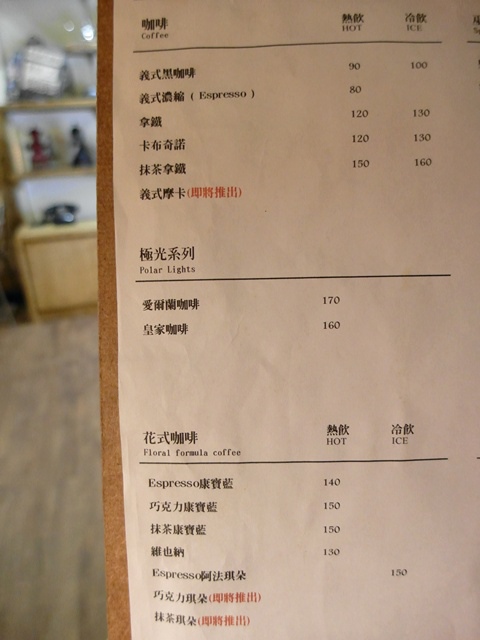 咖啡 熱飲 冷飲
Coffee HOT ICE
義式黑咖啡 90 100
義式濃縮 ( Espresso ) 80
拿鐵 120 130
卡布奇諾 120 130
抹茶拿鐵 150 160
義式摩卡(即將推出)
極光系列
Polar Lights
愛爾蘭咖啡 170
皇家咖啡 160
花式咖啡 熱飲 冷飲
Floral formula coffee HOT ICE
Espresso康寶藍 140
巧克力康寶藍 150
抹茶康寶藍 150
維也納 130
Espresso阿法琪朵 150
巧克力琪朵(即將推出)
抹茶琪朵(即將推出)